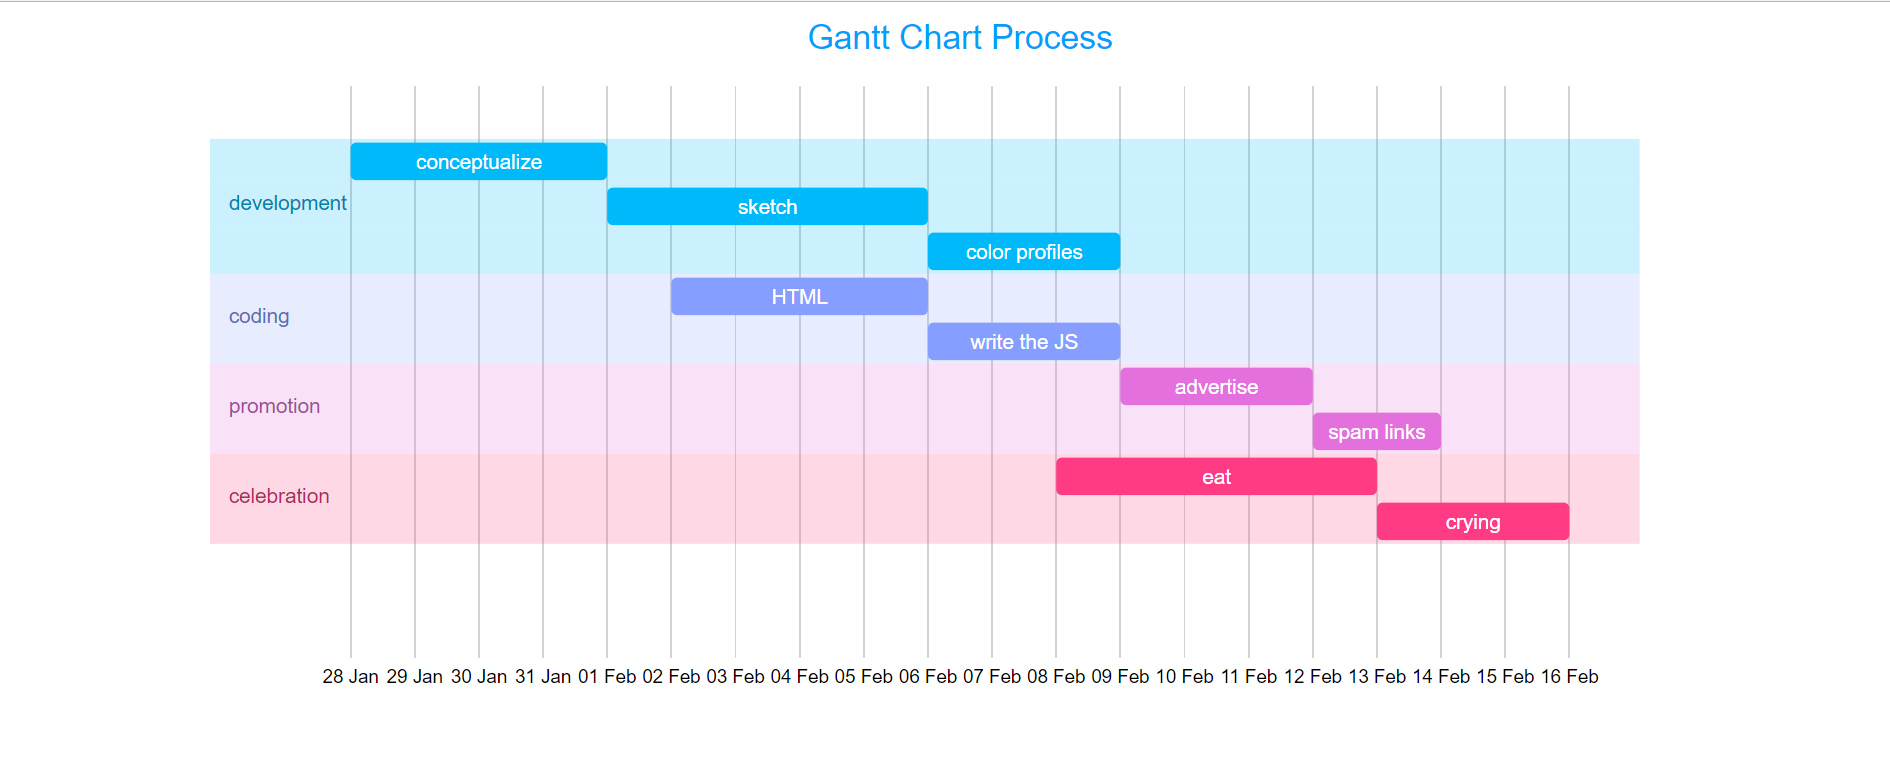 Gantt Chart Process
conceptualize
development
sketch
color profiles
HTML
coding
write the JS
advertise
promotion
spam links
eat
celebration
crying
28 Jan 29 Jan 30 Jan 31 Jan 01 Feb 02 Feb 03 Feb 04 Feb 05 Feb 06 Feb 07 Feb 08 Feb 09 Feb 10 Feb 11 Feb 12 Feb 13 Feb 14 Feb 15 Feb 16 Feb